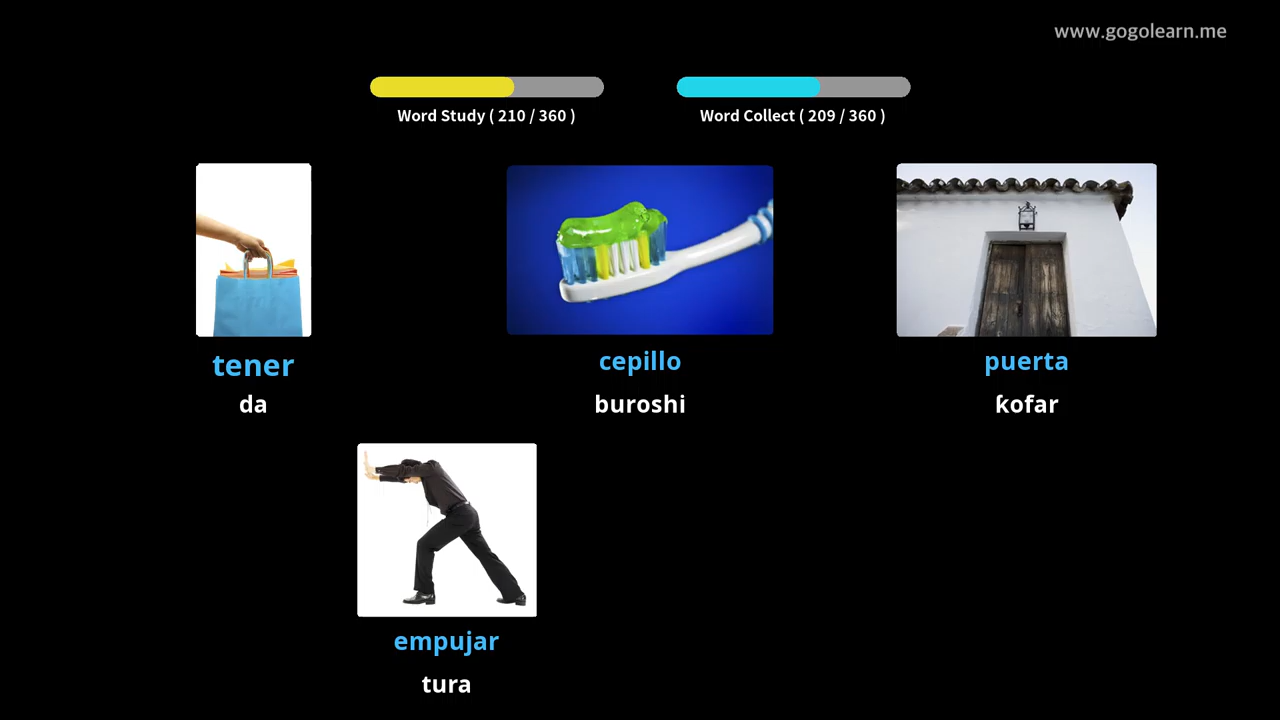 www.gogolearn.me
Word Study ( 210 / 360 )
Word Collect ( 209 / 360 )
tener
da
cepillo
buroshi
puerta
ƙofar
empujar
tura